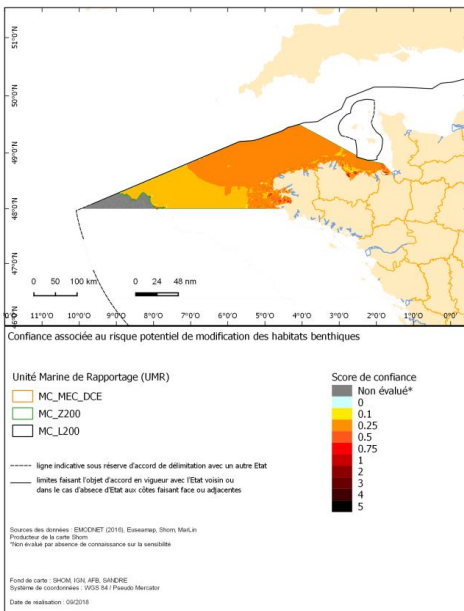 51°0'N
50°0'N
49°0'N
48°0'N
47°0'N
46°0'N
0 50 100 km
0 24 48 nm
11°0'O 10°0'O 9°0'O 8°0'O 7°0'O 6°0'O 5°0'O 4°0'O 3°0'O 2°0'O 1°0'O 0°0'
Confiance associée au risque potentiel de modification des habitats benthiques
Unité Marine de Rapportage (UMR)
MC_MEC_DCE
MC_Z200
MC_L200
ligne indicative sous réserve d'accord de délimitation avec un autre Etat
limites faisant l'objet d'accord en vigueur avec l'Etat voisin ou
dans le cas d'absece d'Etat aux côtes faisant face ou adjacentes
Score de confiance
Non évalué*
0
0.1
0.25
0.5
0.75
1
2
3
4
5
Sources des données : EMODNET (2016), Euseamap, Shom, MarLin
Producteur de la carte Shom
*Non évalué par absence de connaissance sur la sensibilité
Fond de carte : SHOM, IGN, AFB, SANDRE
Système de coordonnées : WGS 84 / Pseudo Mercator
Date de réalisation : 09/2018